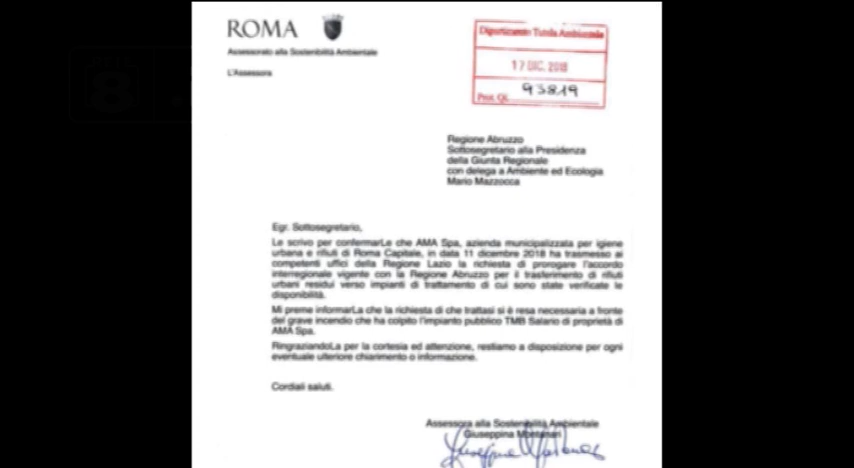 ROMA
Assessorato alla Sostenibilità Ambientale
L'Assessora
Dipartimento Tutela Ambientale
17 DIC. 2018
Prot. QL 93819
Regione Abruzzo
Sottosegretario alla Presidenza
della Giunta Regionale
con delega a Ambiente ed Ecologia
Mario Mazzocca
Egr. Sottosegretario,
Le scrivo per confermarLe che AMA Spa, azienda municipalizzata per igiene
urbana e rifiuti di Roma Capitale, in data 11 dicembre 2018 ha trasmesso ai
competenti uffici della Regione Lazio la richiesta di prorogare l'accordo
interregionale vigente con la Regione Abruzzo per il trasferimento di rifiuti
urbani residui verso impianti di trattamento di cui sono state verificate le
disponibilità.
Mi preme informarLa che la richiesta di che trattasi si è resa necessaria a fronte
del grave incendio che ha colpito l'impianto pubblico TMB Salario di proprietà di
AMA Spa.
RingraziandoLa per la cortesia ed attenzione, restiamo a disposizione per ogni
eventuale ulteriore chiarimento o informazione.
Cordiali saluti.
Assessora alla Sostenibilità Ambientale
Giuseppina Montanari
Giuseppina Montanari
8